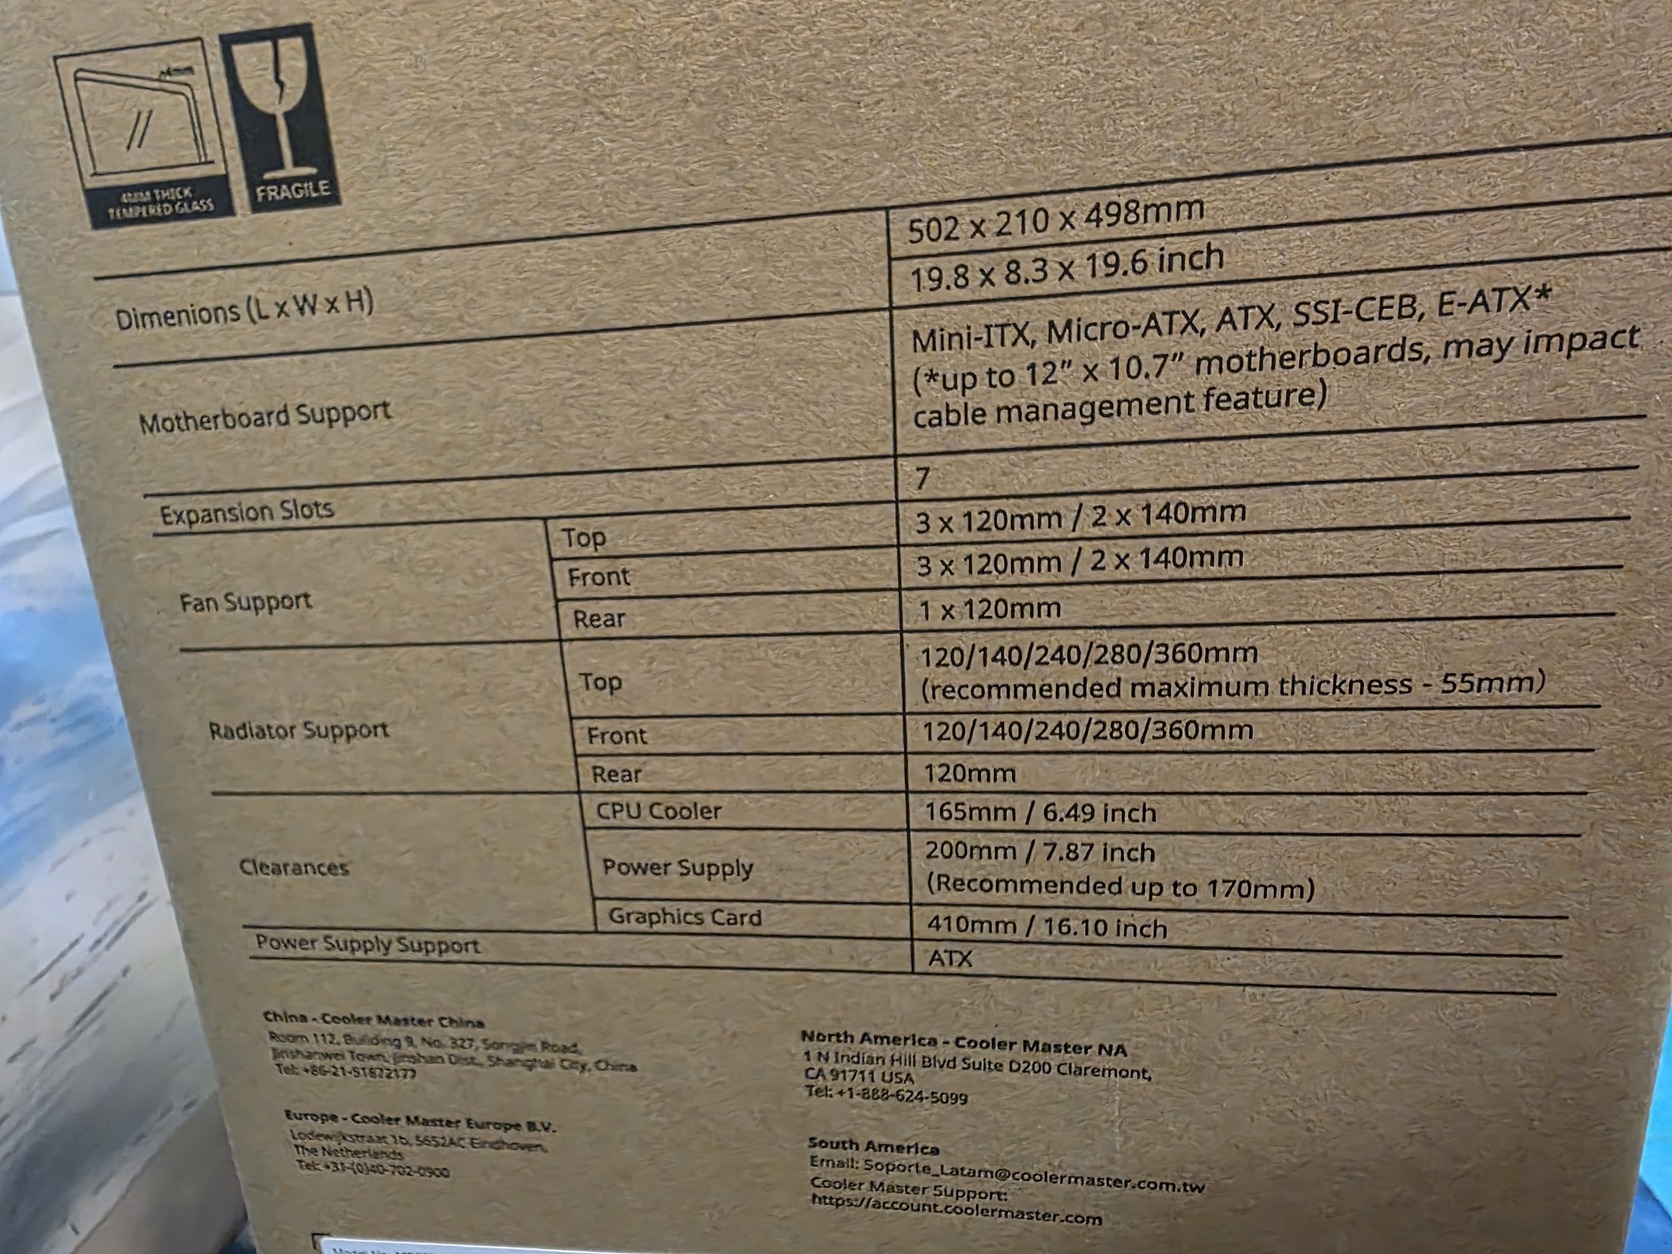 4MM THICK
TEMPERED GLASS
FRAGILE
Dimenions (L x W x H)
502 x 210 x 498mm
19.8 x 8.3 x 19.6 inch
Motherboard Support
Mini-ITX, Micro-ATX, ATX, SSI-CEB, E-ATX*
(*up to 12” x 10.7” motherboards, may impact
cable management feature)
Expansion Slots
7
Fan Support
Top
3 x 120mm / 2 x 140mm
Front
3 x 120mm / 2 x 140mm
Rear
1 x 120mm
Radiator Support
Top
120/140/240/280/360mm
(recommended maximum thickness - 55mm)
Front
120/140/240/280/360mm
Rear
120mm
Clearances
CPU Cooler
165mm / 6.49 inch
Power Supply
200mm / 7.87 inch
(Recommended up to 170mm)
Graphics Card
410mm / 16.10 inch
Power Supply Support
ATX
China - Cooler Master China
Room 112, Building 9, No. 327, Songjin Road,
Jinshanwei Town, Jinshan Dist., Shanghai City, China
Tel: +86-21-51872177
Europe - Cooler Master Europe B.V.
Lodewijkstraat 1b, 5652AC Eindhoven,
The Netherlands
Tel: +31-(0)40-702-0900
North America - Cooler Master NA
1 N Indian Hill Blvd Suite D200 Claremont,
CA 91711 USA
Tel: +1-888-624-5099
South America
Email: Soporte_Latam@coolermaster.com.tw
Cooler Master Support:
https://account.coolermaster.com